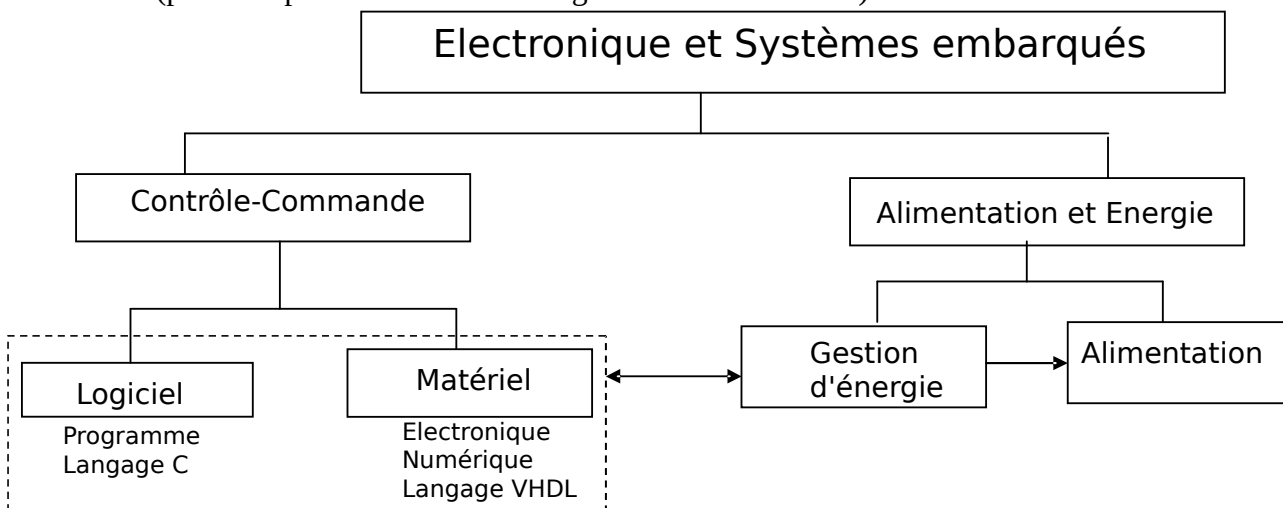 Electronique et Systèmes embarqués
Contrôle-Commande
Alimentation et Energie
Logiciel
Programme
Langage C
Matériel
Electronique
Numérique
Langage VHDL
Gestion
d'énergie
Alimentation